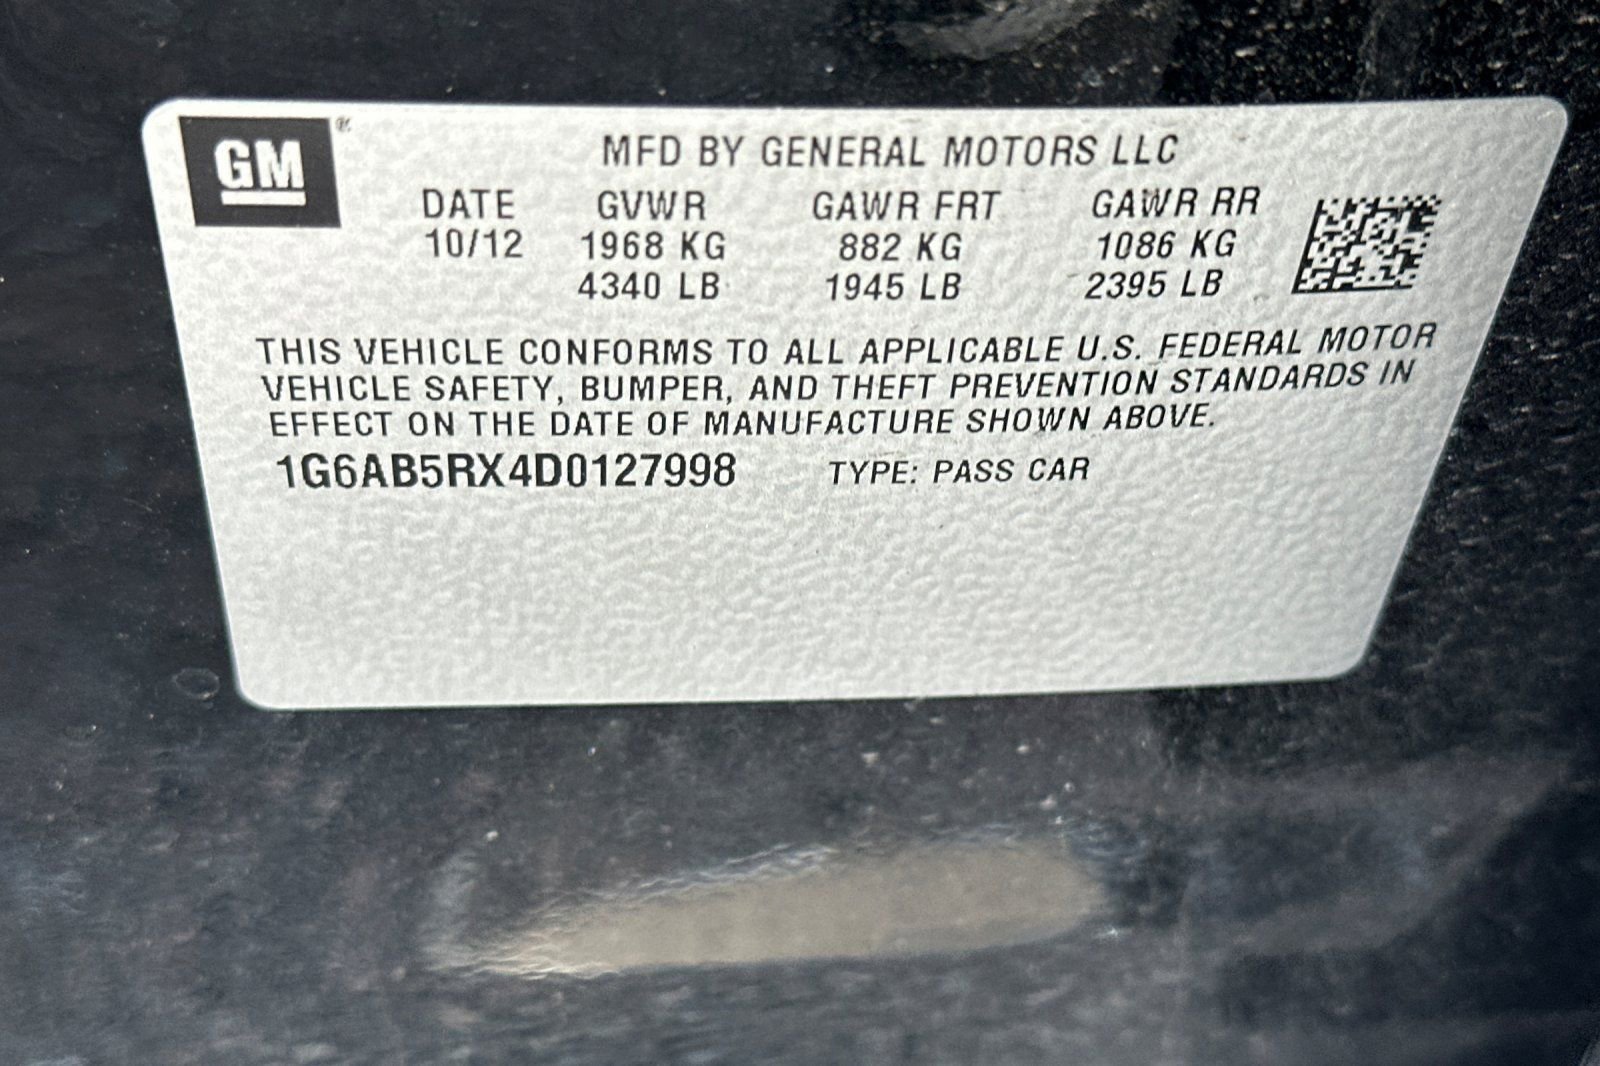 GM ®
MFD BY GENERAL MOTORS LLC
DATE GVWR GAWR FRT GAWR RR
10/12 1968 KG 882 KG 1086 KG
4340 LB 1945 LB 2395 LB
THIS VEHICLE CONFORMS TO ALL APPLICABLE U.S. FEDERAL MOTOR
VEHICLE SAFETY, BUMPER, AND THEFT PREVENTION STANDARDS IN
EFFECT ON THE DATE OF MANUFACTURE SHOWN ABOVE.
1G6AB5RX4D0127998 TYPE: PASS CAR